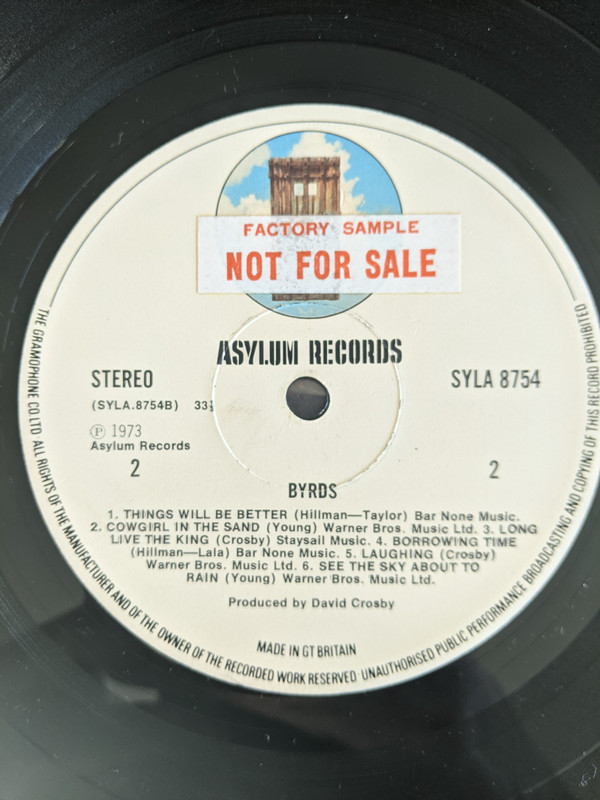 FACTORY SAMPLE
NOT FOR SALE
ASYLUM RECORDS
STEREO
SYLA 8754
(SYLA.8754B) 33⅓
Ⓟ 1973
Asylum Records
2
2
BYRDS
1. THINGS WILL BE BETTER (Hillman—Taylor) Bar None Music.
2. COWGIRL IN THE SAND (Young) Warner Bros. Music Ltd. 3. LONG
LIVE THE KING (Crosby) Staysail Music. 4. BORROWING TIME
(Hillman—Lala) Bar None Music. 5. LAUGHING (Crosby)
Warner Bros. Music Ltd. 6. SEE THE SKY ABOUT TO
RAIN (Young) Warner Bros. Music Ltd.
Produced by David Crosby
MADE IN GT BRITAIN
THE GRAMOPHONE CO. LTD. ALL RIGHTS OF THE MANUFACTURER AND OF THE OWNER OF THE RECORDED WORK RESERVED · UNAUTHORISED PUBLIC PERFORMANCE BROADCASTING AND COPYING OF THIS RECORD PROHIBITED